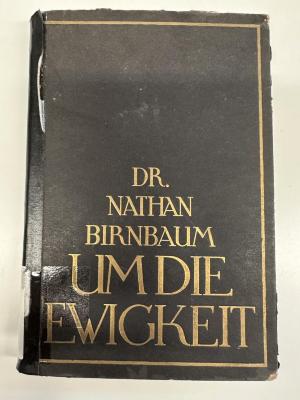 DR.
NATHAN
BIRNBAUM
UM DIE
EWIGKEIT